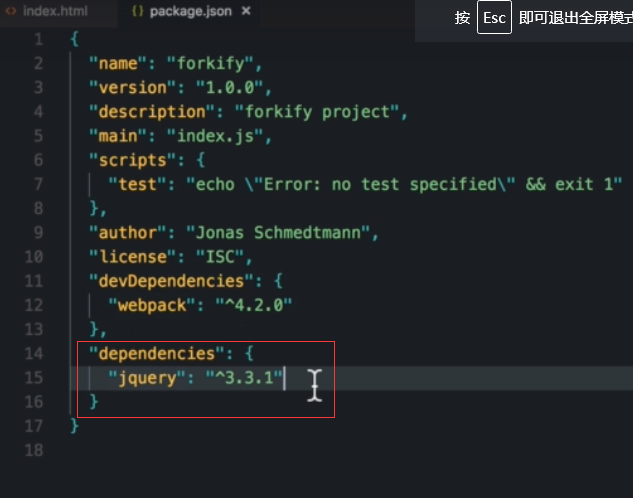 index.html
package.json
按 Esc 即可退出全屏模式
1 {
2 "name": "forkify",
3 "version": "1.0.0",
4 "description": "forkify project",
5 "main": "index.js",
6 "scripts": {
7 "test": "echo \"Error: no test specified\" && exit 1"
8 },
9 "author": "Jonas Schmedtmann",
10 "license": "ISC",
11 "devDependencies": {
12 "webpack": "^4.2.0"
13 },
14 "dependencies": {
15 "jquery": "^3.3.1"
16 }
17 }
18